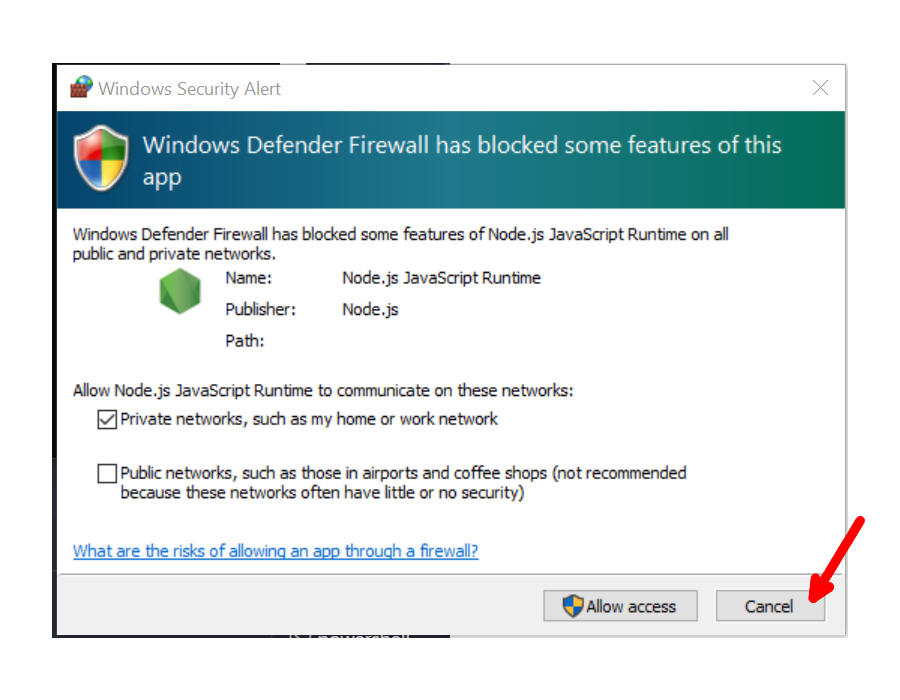 Windows Security Alert
Windows Defender Firewall has blocked some features of this
app
Windows Defender Firewall has blocked some features of Node.js JavaScript Runtime on all
public and private networks.
Name: Node.js JavaScript Runtime
Publisher: Node.js
Path:
Allow Node.js JavaScript Runtime to communicate on these networks:
Private networks, such as my home or work network
Public networks, such as those in airports and coffee shops (not recommended
because these networks often have little or no security)
What are the risks of allowing an app through a firewall?
Allow access Cancel